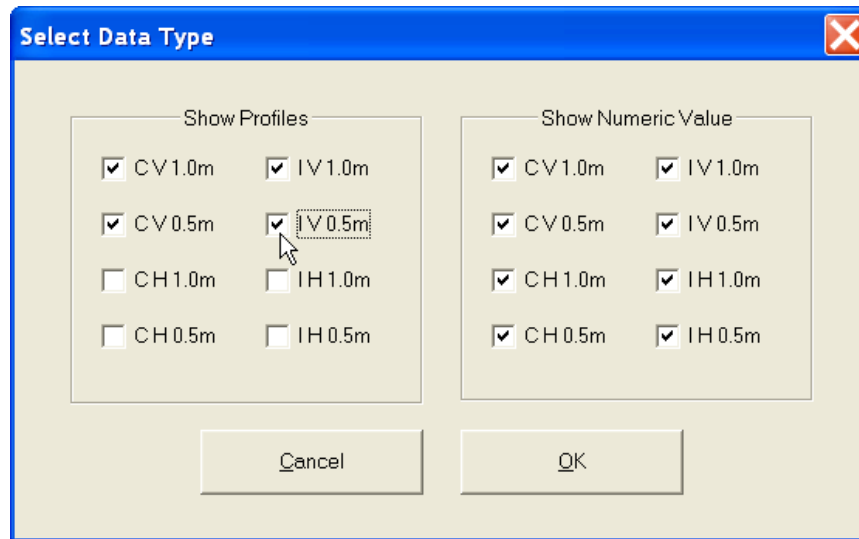 Select Data Type
Show Profiles
CV 1.0m IV 1.0m
CV 0.5m IV 0.5m
CH 1.0m IH 1.0m
CH 0.5m IH 0.5m
Show Numeric Value
CV 1.0m IV 1.0m
CV 0.5m IV 0.5m
CH 1.0m IH 1.0m
CH 0.5m IH 0.5m
Cancel OK